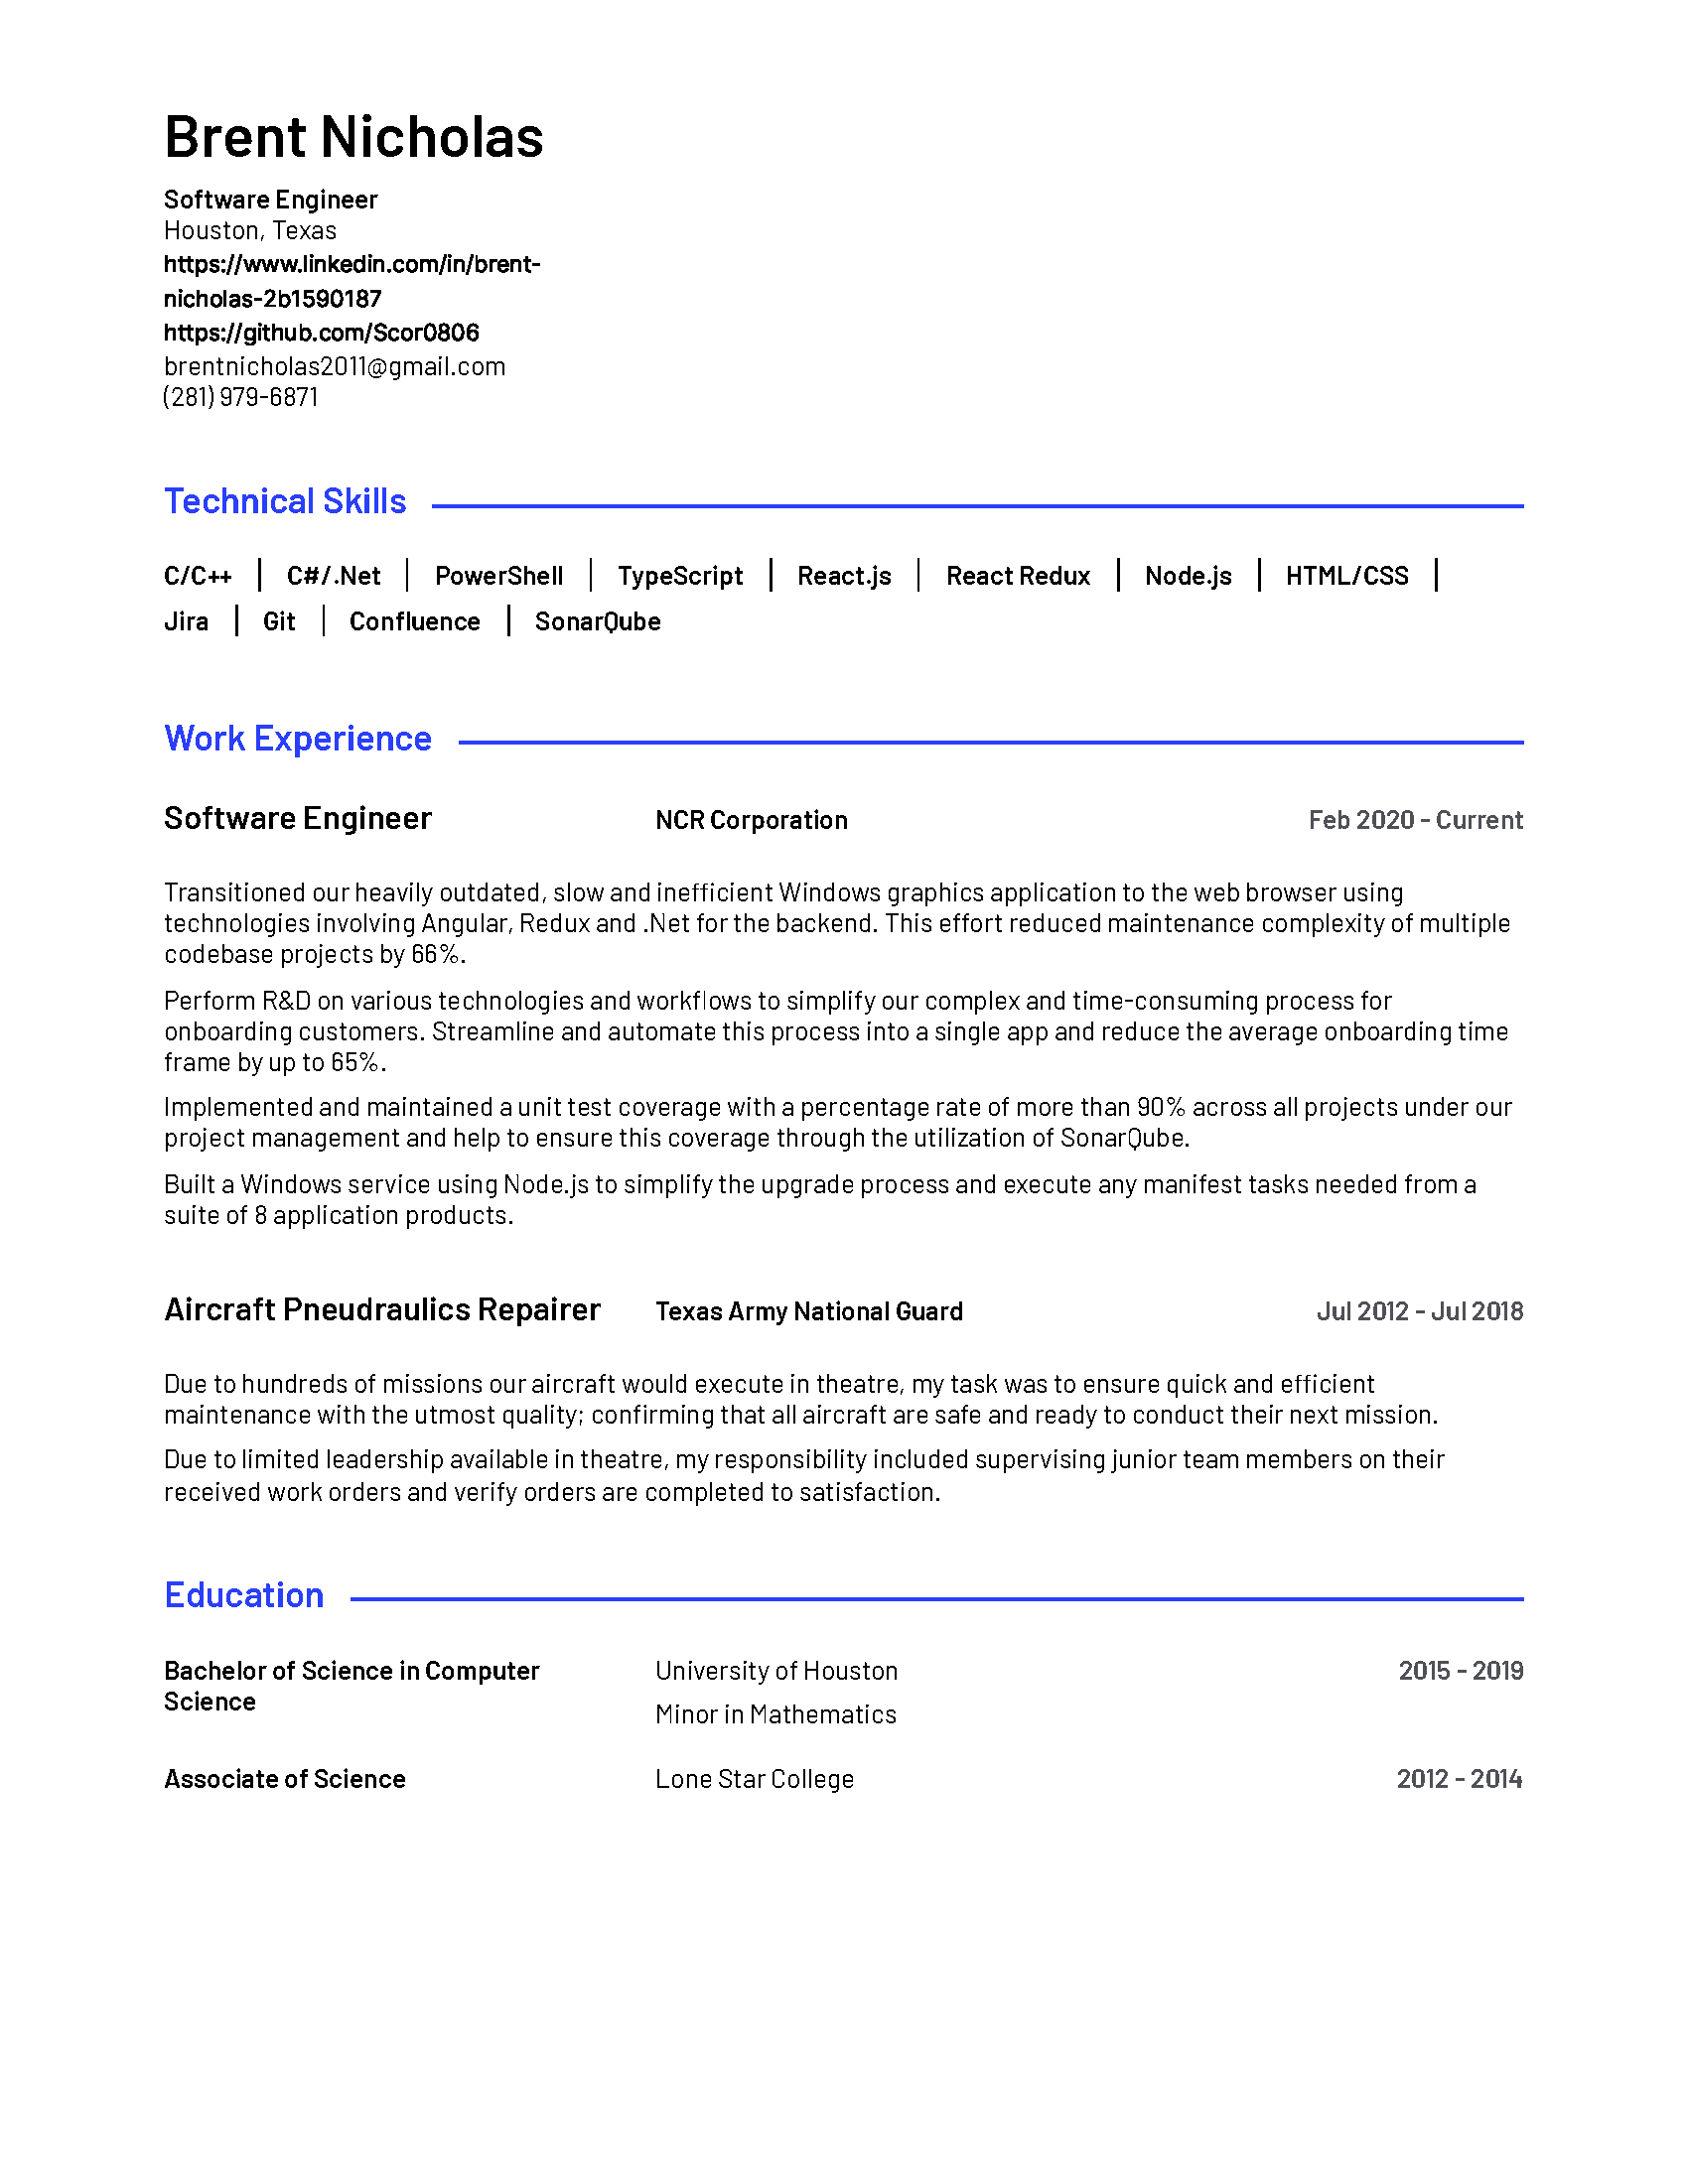 Brent Nicholas
Software Engineer
Houston, Texas
https://www.linkedin.com/in/brent-
nicholas-2b1590187
https://github.com/Scor0806
brentnicholas2011@gmail.com
(281) 979-6871
Technical Skills
C/C++ | C#/.Net | PowerShell | TypeScript | React.js | React Redux | Node.js | HTML/CSS |
Jira | Git | Confluence | SonarQube
Work Experience
Software Engineer NCR Corporation Feb 2020 - Current
Transitioned our heavily outdated, slow and inefficient Windows graphics application to the web browser using
technologies involving Angular, Redux and .Net for the backend. This effort reduced maintenance complexity of multiple
codebase projects by 66%.
Perform R&D on various technologies and workflows to simplify our complex and time-consuming process for
onboarding customers. Streamline and automate this process into a single app and reduce the average onboarding time
frame by up to 65%.
Implemented and maintained a unit test coverage with a percentage rate of more than 90% across all projects under our
project management and help to ensure this coverage through the utilization of SonarQube.
Built a Windows service using Node.js to simplify the upgrade process and execute any manifest tasks needed from a
suite of 8 application products.
Aircraft Pneudraulics Repairer Texas Army National Guard Jul 2012 - Jul 2018
Due to hundreds of missions our aircraft would execute in theatre, my task was to ensure quick and efficient
maintenance with the utmost quality; confirming that all aircraft are safe and ready to conduct their next mission.
Due to limited leadership available in theatre, my responsibility included supervising junior team members on their
received work orders and verify orders are completed to satisfaction.
Education
Bachelor of Science in Computer University of Houston 2015 - 2019
Science
Minor in Mathematics
Associate of Science Lone Star College 2012 - 2014